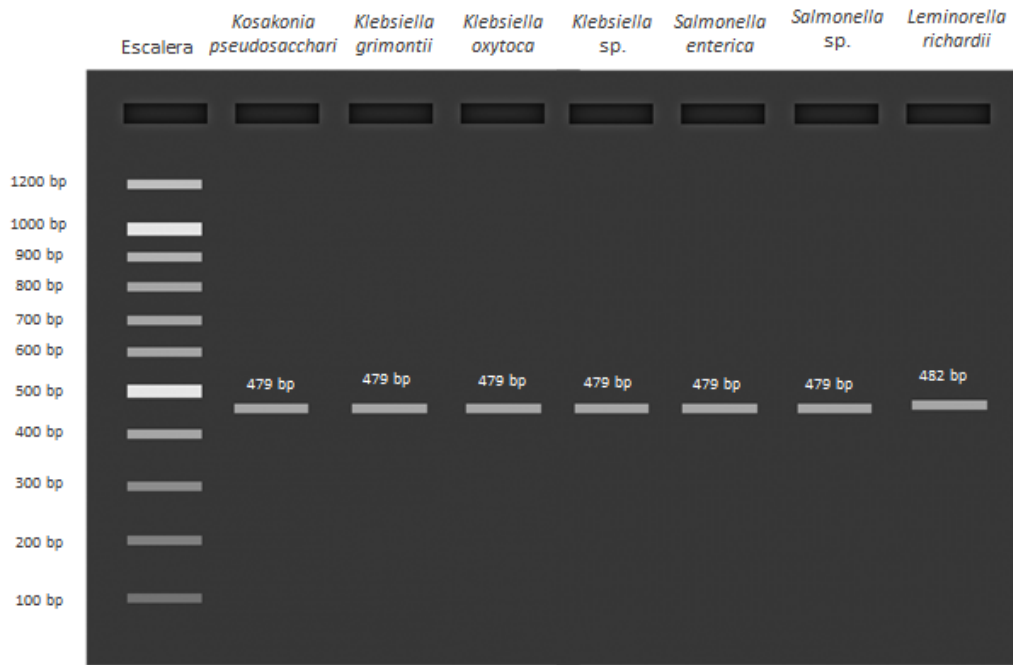 Escalera
Kosakonia
pseudosacchari
Klebsiella
grimontii
Klebsiella
oxytoca
Klebsiella
sp.
Salmonella
enterica
Salmonella
sp.
Leminorella
richardii
1200 bp
1000 bp
900 bp
800 bp
700 bp
600 bp
500 bp
400 bp
300 bp
200 bp
100 bp
479 bp
479 bp
479 bp
479 bp
479 bp
479 bp
482 bp